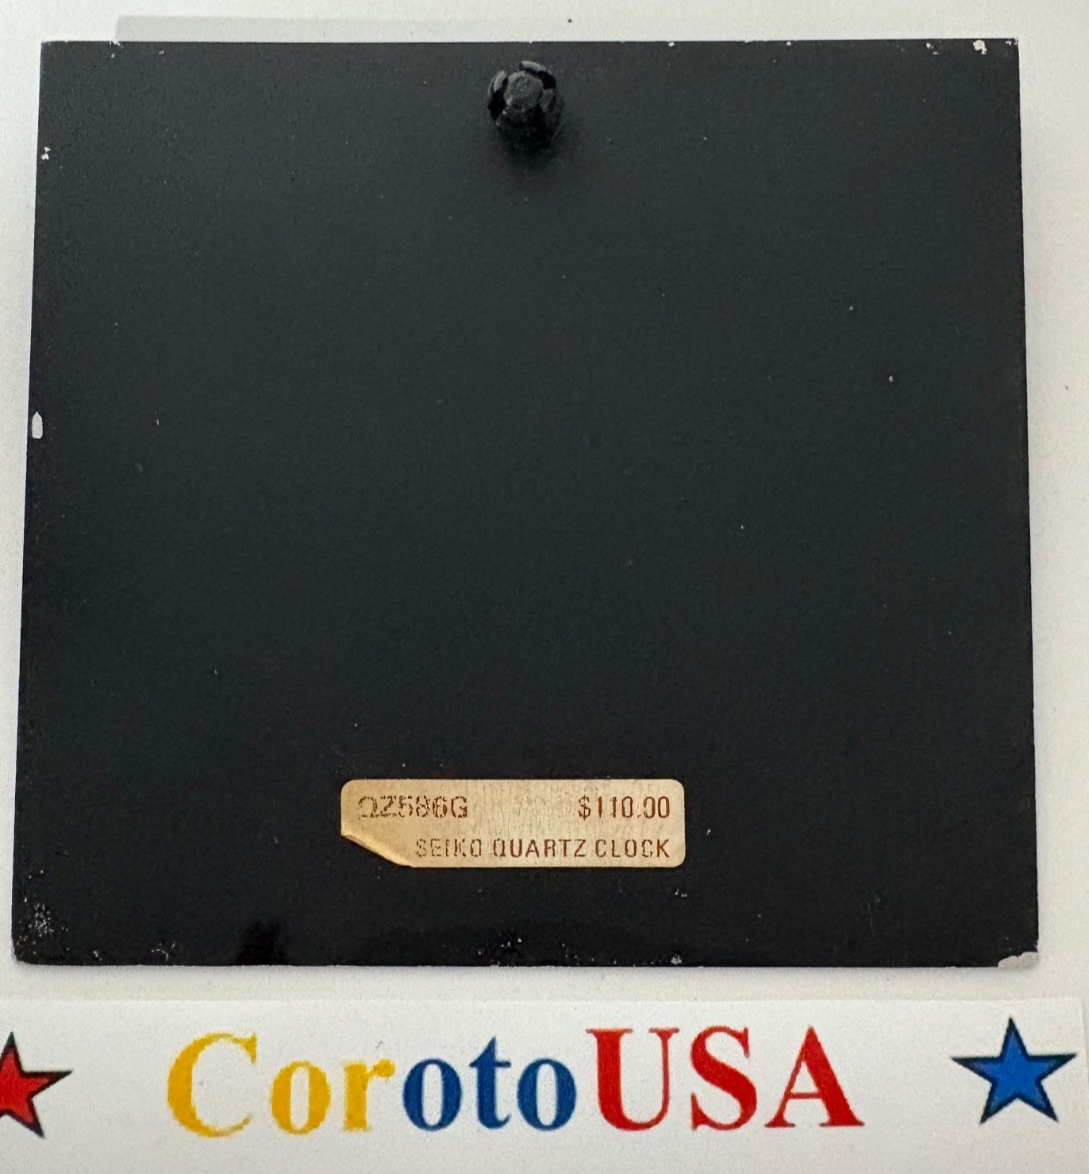 QZ586G $110.00
SEIKO QUARTZ CLOCK
CorotoUSA